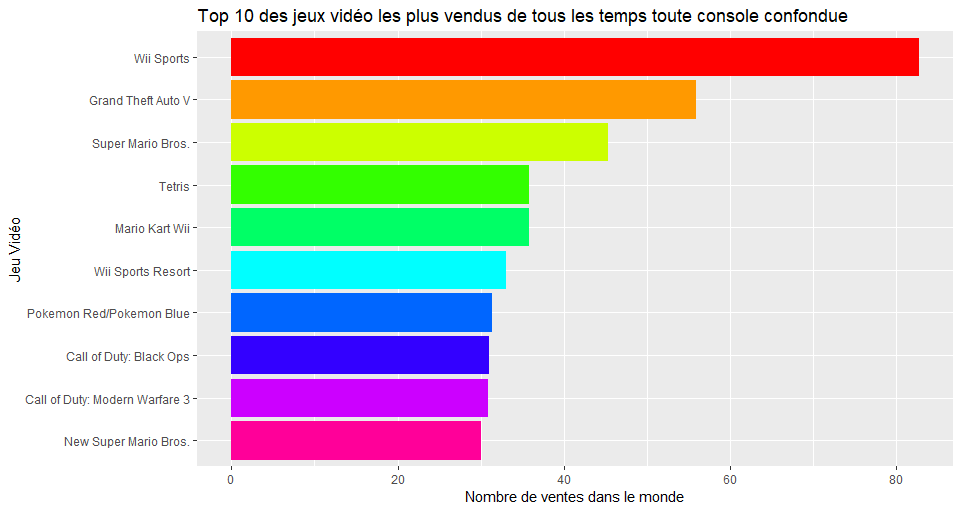 Top 10 des jeux vidéo les plus vendus de tous les temps toute console confondue
Jeu Vidéo
Wii Sports
Grand Theft Auto V
Super Mario Bros.
Tetris
Mario Kart Wii
Wii Sports Resort
Pokemon Red/Pokemon Blue
Call of Duty: Black Ops
Call of Duty: Modern Warfare 3
New Super Mario Bros.
0 20 40 60 80
Nombre de ventes dans le monde